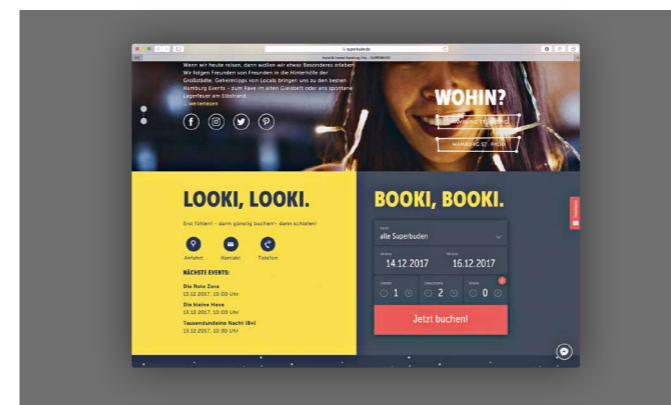 superbude.de
Wenn wir heute reisen, dann wollen wir etwas Besonderes erleben.
Wir folgen Freunden von Freunden in die Hinterhöfe der
Großstädte. Geheimtipps von Locals bringen uns zu den besten
Hamburg Events – zum Rave im alten Gleisbett oder ans spontane
Lagerfeuer am Elbstrand.
... weiterlesen
WOHIN?
HAMBURG ST. PAULI
LOOKI, LOOKI.
Erst fühlen! - dann günstig buchen!- dann schlafen!
Anfahrt
Kontakt
Telefon
NÄCHSTE EVENTS:
Die Rote Zora
13.12.2017, 10:00 Uhr
Die kleine Hexe
13.12.2017, 10:00 Uhr
Tausendundeine Nacht (8+)
13.12.2017, 10:30 Uhr
BOOKI, BOOKI.
alle Superbuden
14.12.2017
16.12.2017
1
2
0
Jetzt buchen!